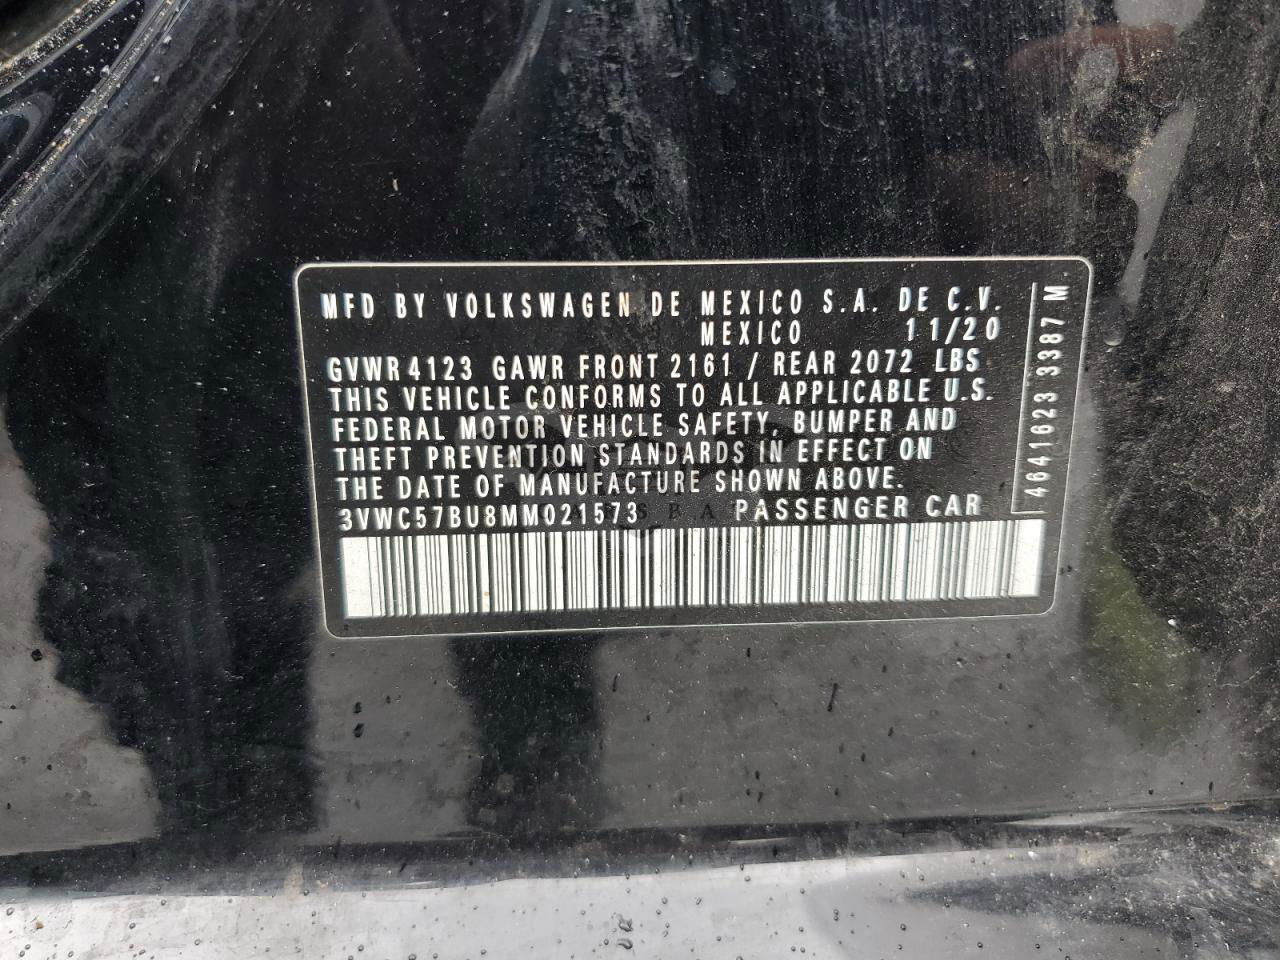 MFD BY VOLKSWAGEN DE MEXICO S.A. DE C.V.
MEXICO 11/20
GVWR 4123 GAWR FRONT 2161 / REAR 2072 LBS
THIS VEHICLE CONFORMS TO ALL APPLICABLE U.S.
FEDERAL MOTOR VEHICLE SAFETY, BUMPER AND
THEFT PREVENTION STANDARDS IN EFFECT ON
THE DATE OF MANUFACTURE SHOWN ABOVE.
3VWC57BU8MM021573 PASSENGER CAR
4641623 3387 M